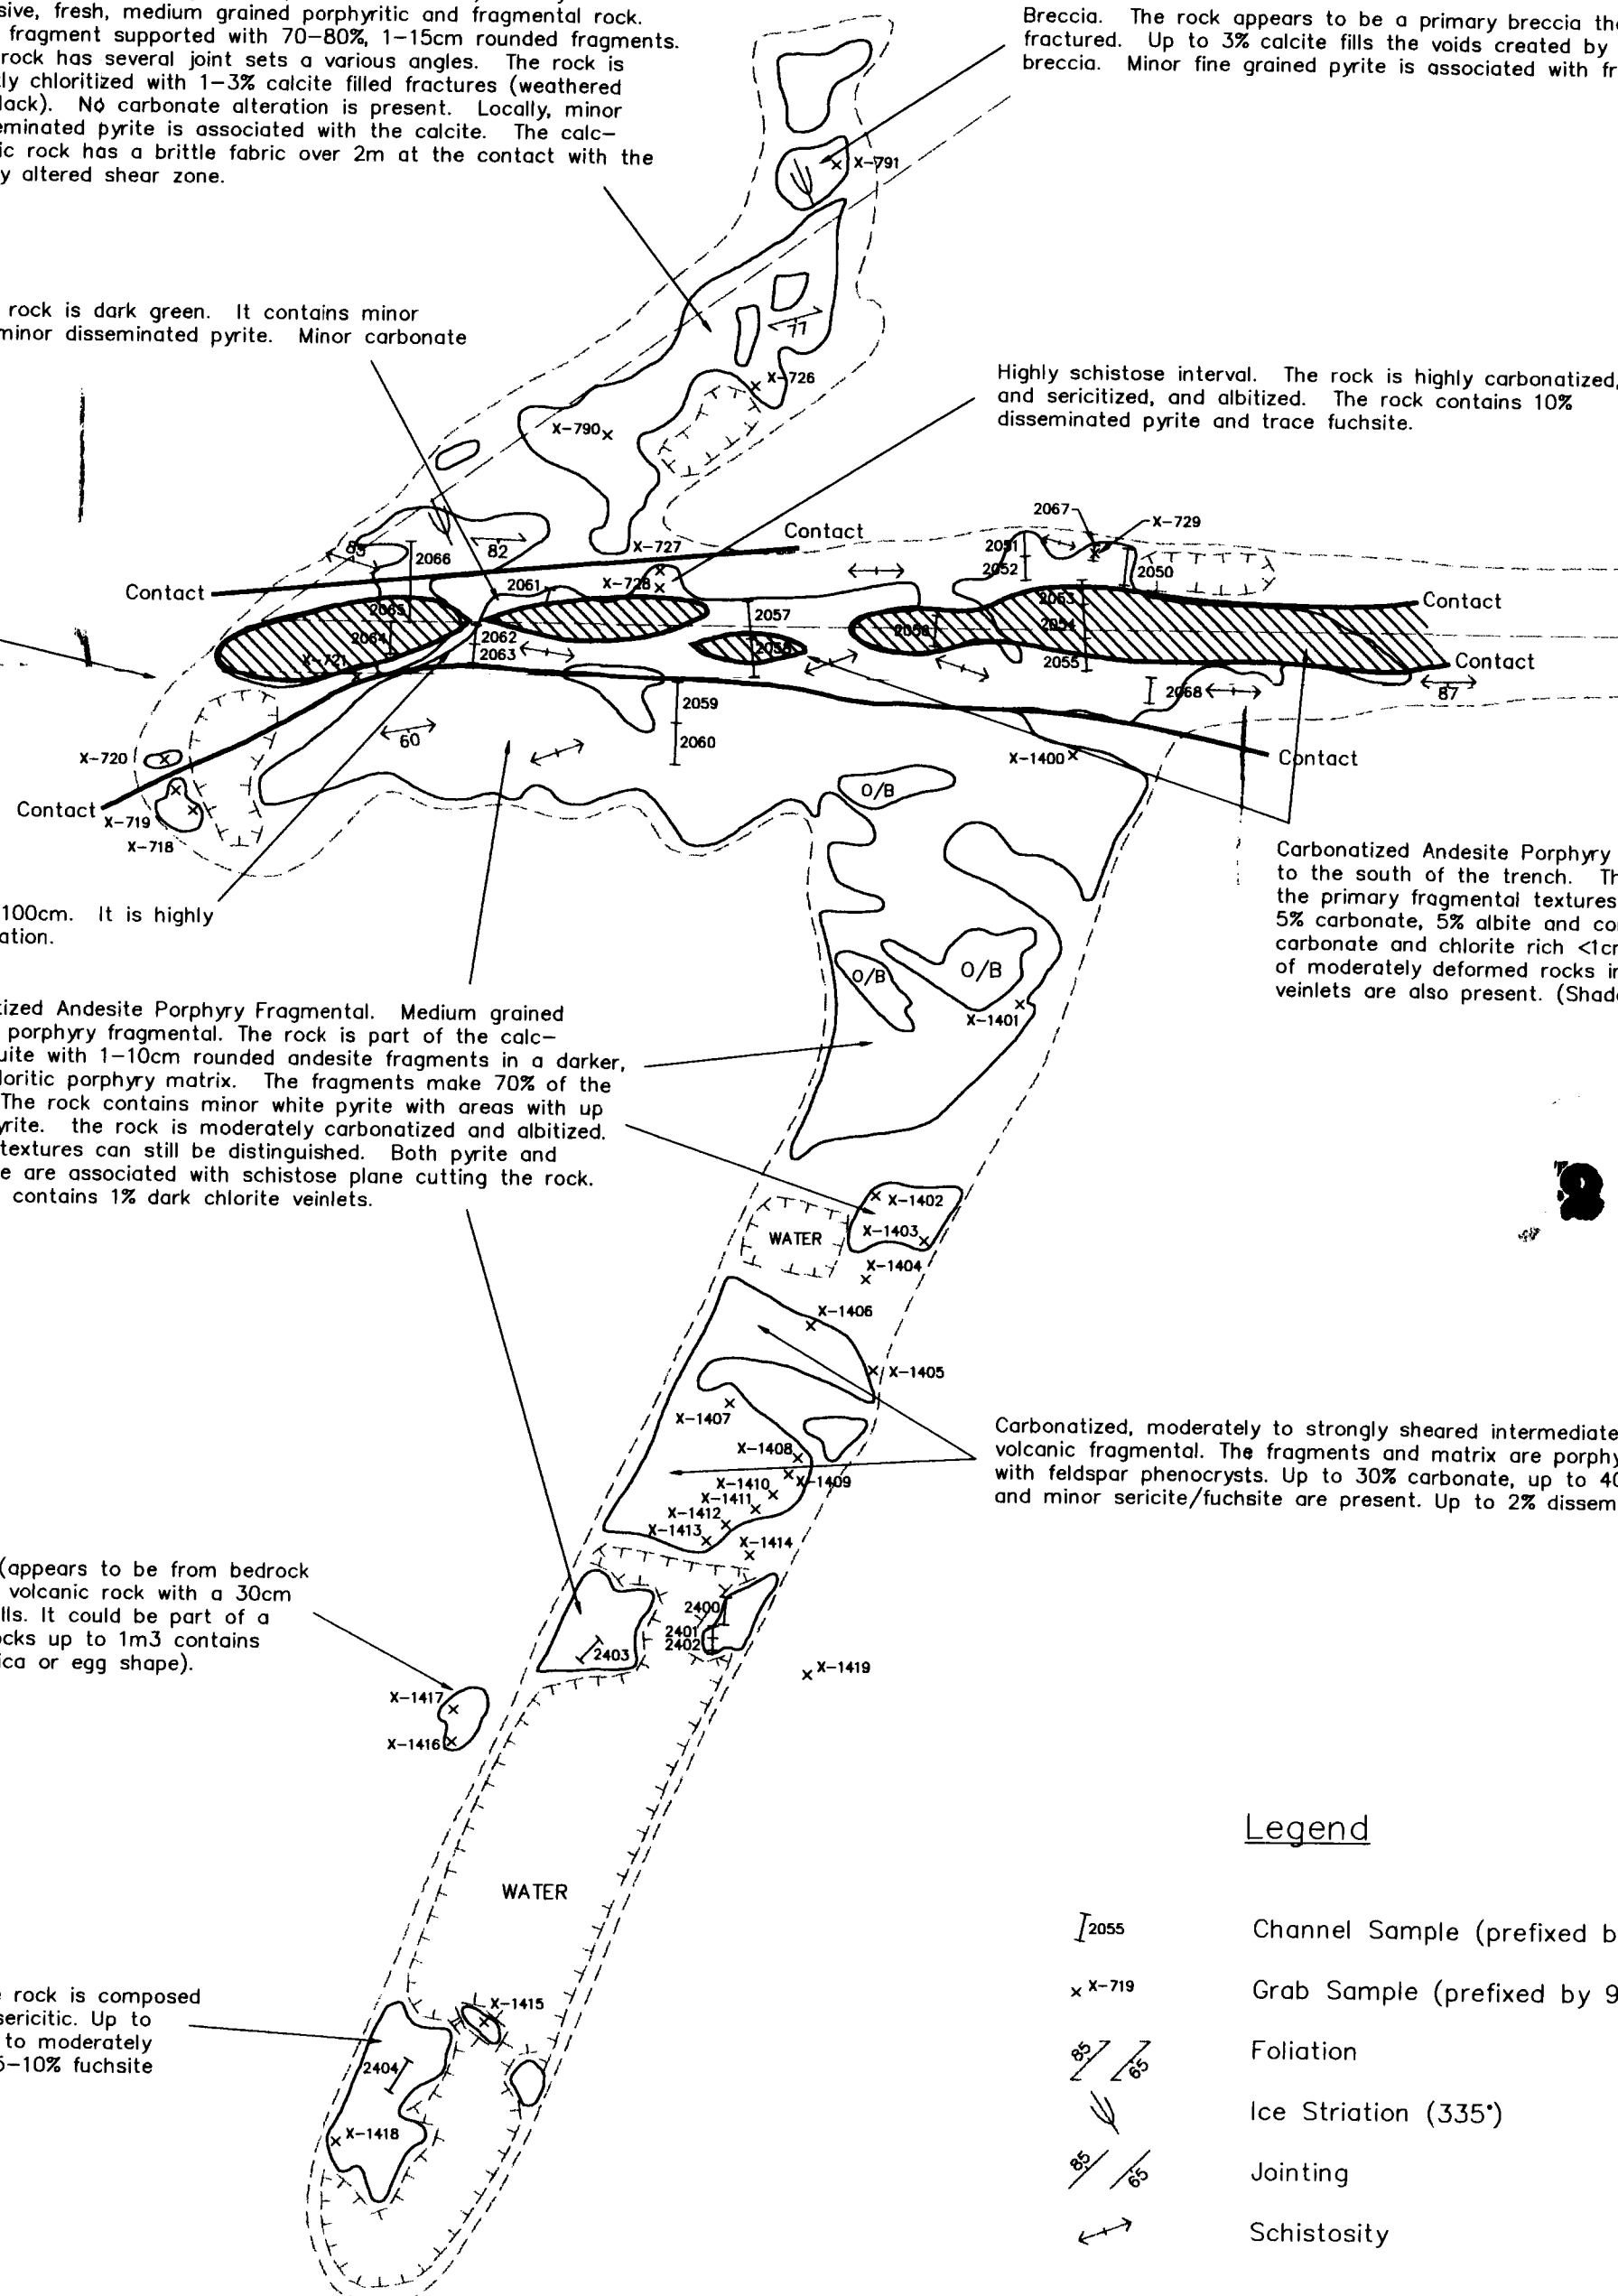 sive, fresh, medium grained porphyritic and fragmental rock.
fragment supported with 70-80%, 1-15cm rounded fragments.
rock has several joint sets a various angles. The rock is
ly chloritized with 1-3% calcite filled fractures (weathered
lack). No carbonate alteration is present. Locally, minor
eminated pyrite is associated with the calcite. The calc-
ic rock has a brittle fabric over 2m at the contact with the
y altered shear zone.
Breccia. The rock appears to be a primary breccia tha
fractured. Up to 3% calcite fills the voids created by
breccia. Minor fine grained pyrite is associated with fr
X-791
rock is dark green. It contains minor
minor disseminated pyrite. Minor carbonate
77
X-726
X-790
Highly schistose interval. The rock is highly carbonatized,
and sericitized, and albitized. The rock contains 10%
disseminated pyrite and trace fuchsite.
2067
X-729
Contact
85
2066
82
X-727
2051
2052
2050
Contact
2061
X-728
2065
2057
2053
Contact
2064
2062
2056
2054
X-721
2063
2058
2055
Contact
2068
87
2059
60
2060
X-720
X-1400
Contact
Contact
X-719
X-718
O/B
Carbonatized Andesite Porphyry
to the south of the trench. Th
the primary fragmental textures
5% carbonate, 5% albite and co
carbonate and chlorite rich <1cm
of moderately deformed rocks in
veinlets are also present. (Shad
100cm. It is highly
ation.
O/B
O/B
X-1401
tized Andesite Porphyry Fragmental. Medium grained
porphyry fragmental. The rock is part of the calc-
uite with 1-10cm rounded andesite fragments in a darker,
loritic porphyry matrix. The fragments make 70% of the
The rock contains minor white pyrite with areas with up
yrite. the rock is moderately carbonatized and albitized.
textures can still be distinguished. Both pyrite and
e are associated with schistose plane cutting the rock.
contains 1% dark chlorite veinlets.
X-1402
WATER
X-1403
X-1404
X-1406
X-1405
X-1407
X-1408
X-1409
X-1410
X-1411
X-1412
X-1413
X-1414
Carbonatized, moderately to strongly sheared intermediate
volcanic fragmental. The fragments and matrix are porphy
with feldspar phenocrysts. Up to 30% carbonate, up to 40
and minor sericite/fuchsite are present. Up to 2% dissem
(appears to be from bedrock
volcanic rock with a 30cm
lls. It could be part of a
ocks up to 1m3 contains
ica or egg shape).
2400
2401
2402
2403
X-1419
X-1417
X-1416
WATER
rock is composed
sericitic. Up to
to moderately
5-10% fuchsite
X-1415
2404
X-1418
Legend
2055 Channel Sample (prefixed b
X-719 Grab Sample (prefixed by 9
85 65 Foliation
Ice Striation (335°)
85 65 Jointing
Schistosity